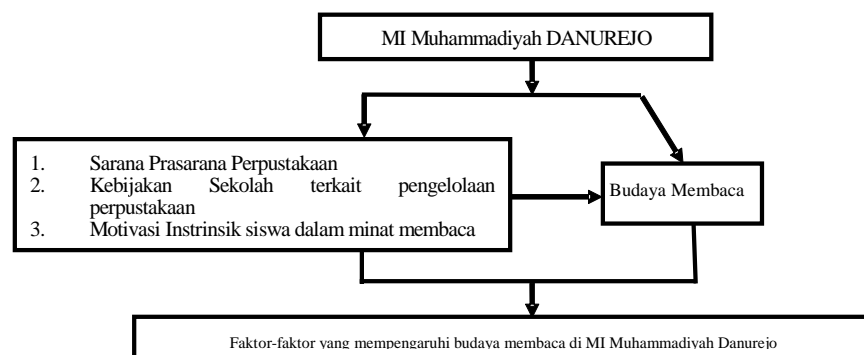 MI Muhammadiyah DANUREJO
1. Sarana Prasarana Perpustakaan
2. Kebijakan Sekolah terkait pengelolaan
perpustakaan
3. Motivasi Instrinsik siswa dalam minat membaca
Budaya Membaca
Faktor-faktor yang mempengaruhi budaya membaca di MI Muhammadiyah Danurejo